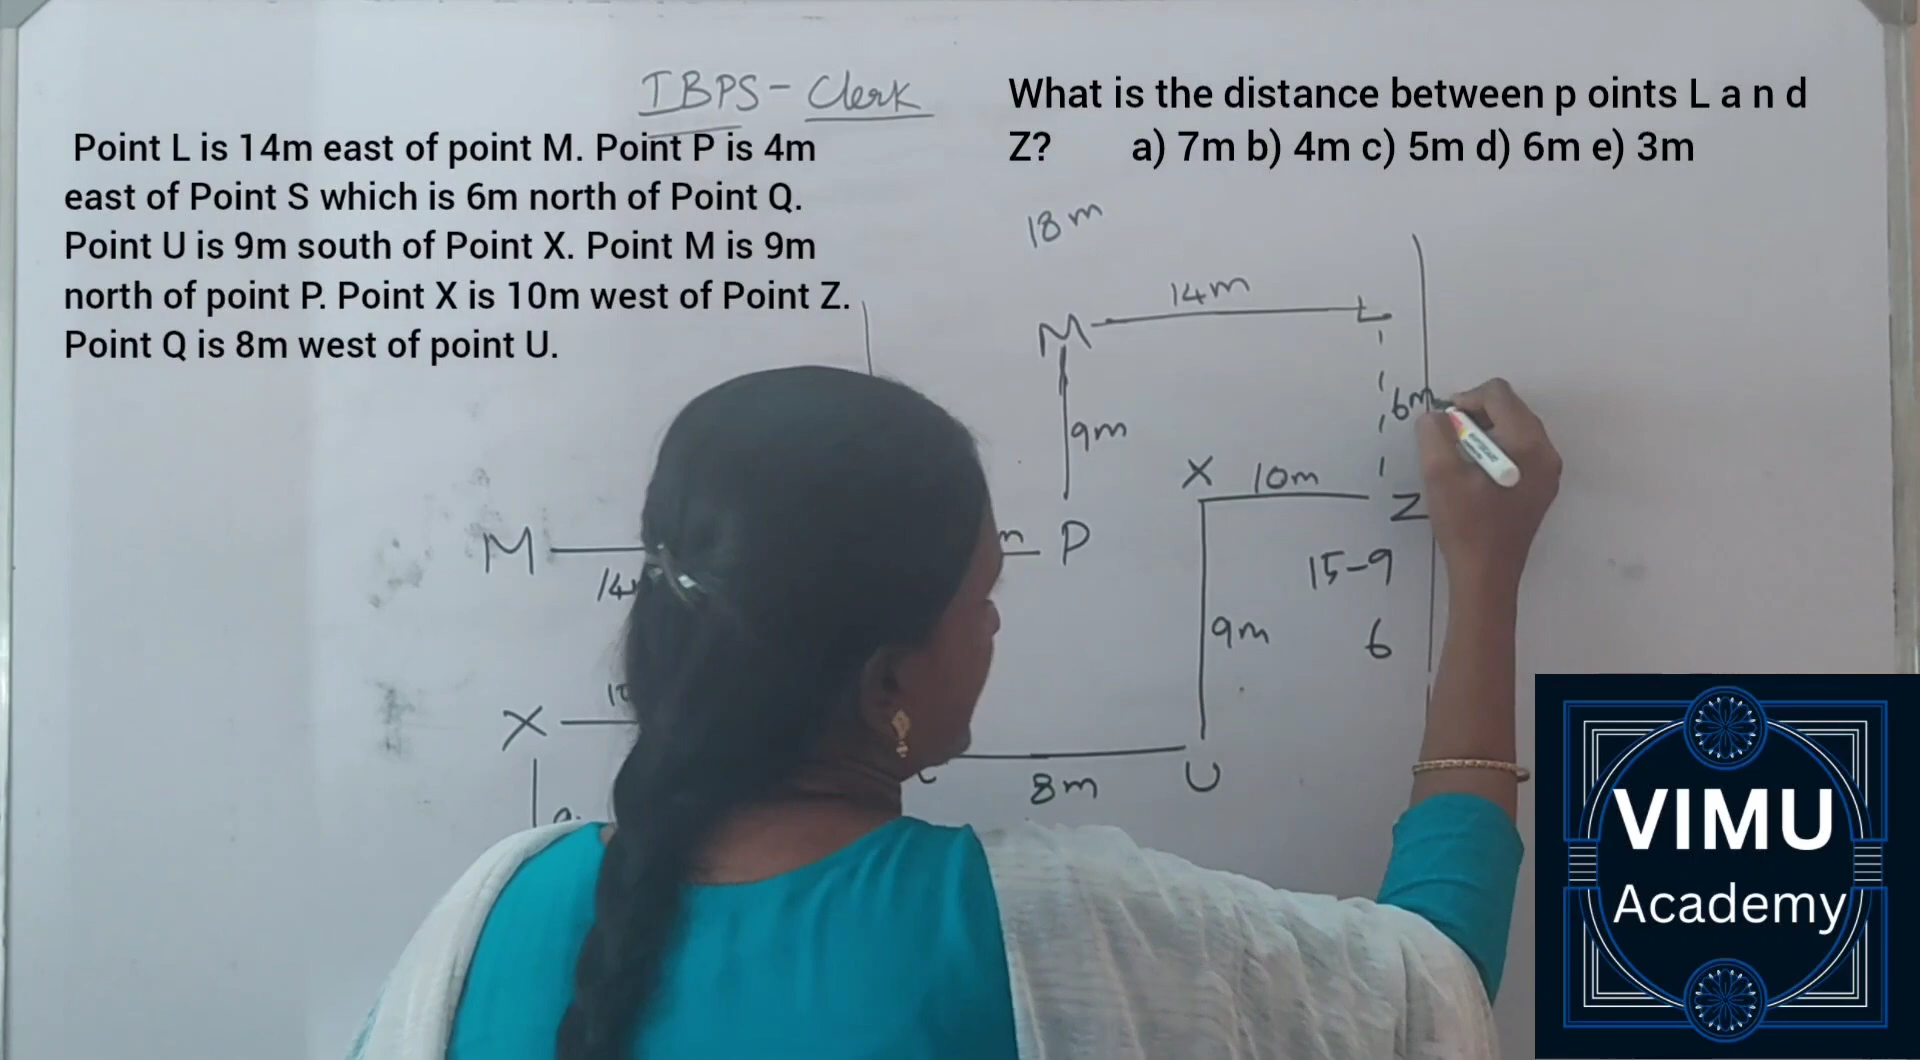 IBPS - Clerk
Point L is 14m east of point M. Point P is 4m
east of Point S which is 6m north of Point Q.
Point U is 9m south of Point X. Point M is 9m
north of point P. Point X is 10m west of Point Z.
Point Q is 8m west of point U.
What is the distance between p oints L a n d
Z? a) 7m b) 4m c) 5m d) 6m e) 3m
18m
14m
M L
6m
9m
X 10m Z
M P
15-9
9m 6
X
8m U
VIMU
Academy